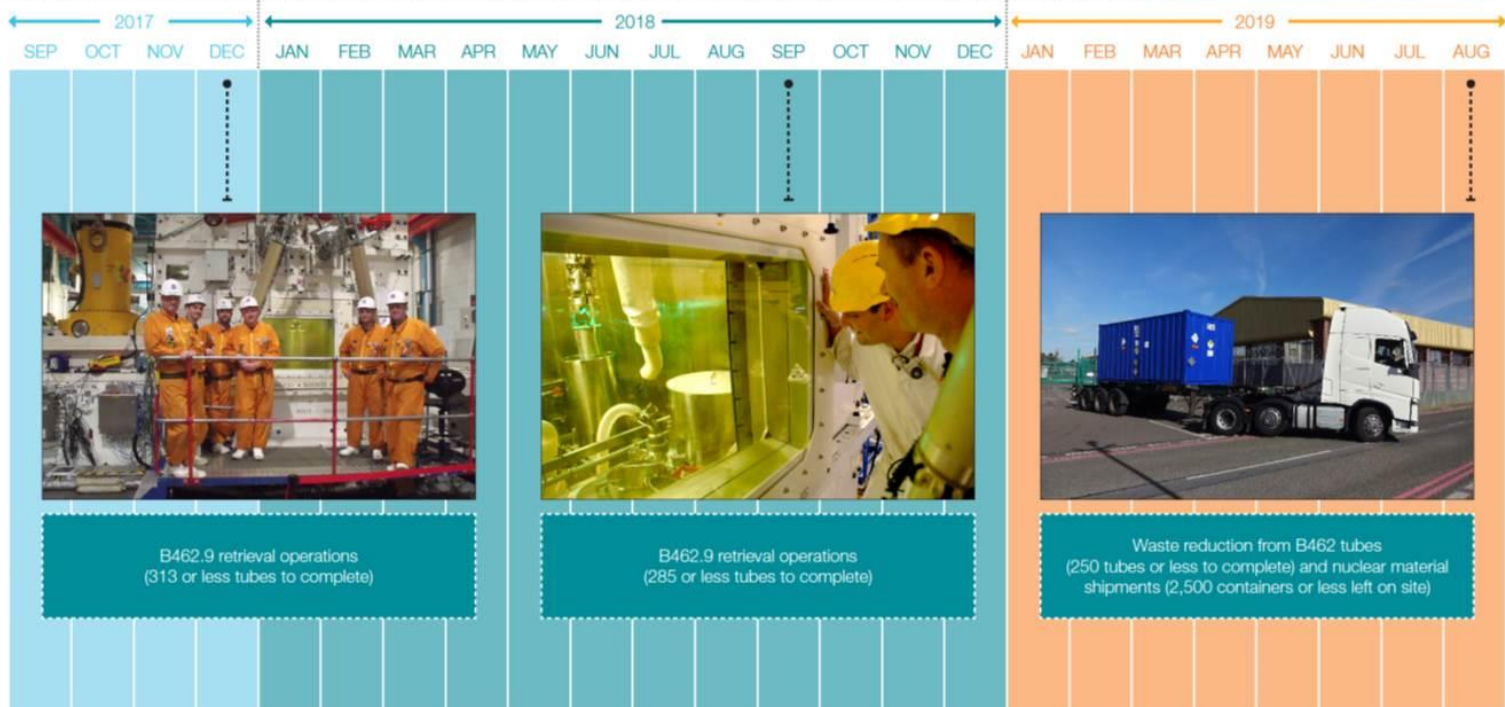 2017 2018 2019
SEP OCT NOV DEC JAN FEB MAR APR MAY JUN JUL AUG SEP OCT NOV DEC JAN FEB MAR APR MAY JUN JUL AUG
B462.9 retrieval operations
(313 or less tubes to complete)
B462.9 retrieval operations
(285 or less tubes to complete)
Waste reduction from B462 tubes
(250 tubes or less to complete) and nuclear material
shipments (2,500 containers or less left on site)